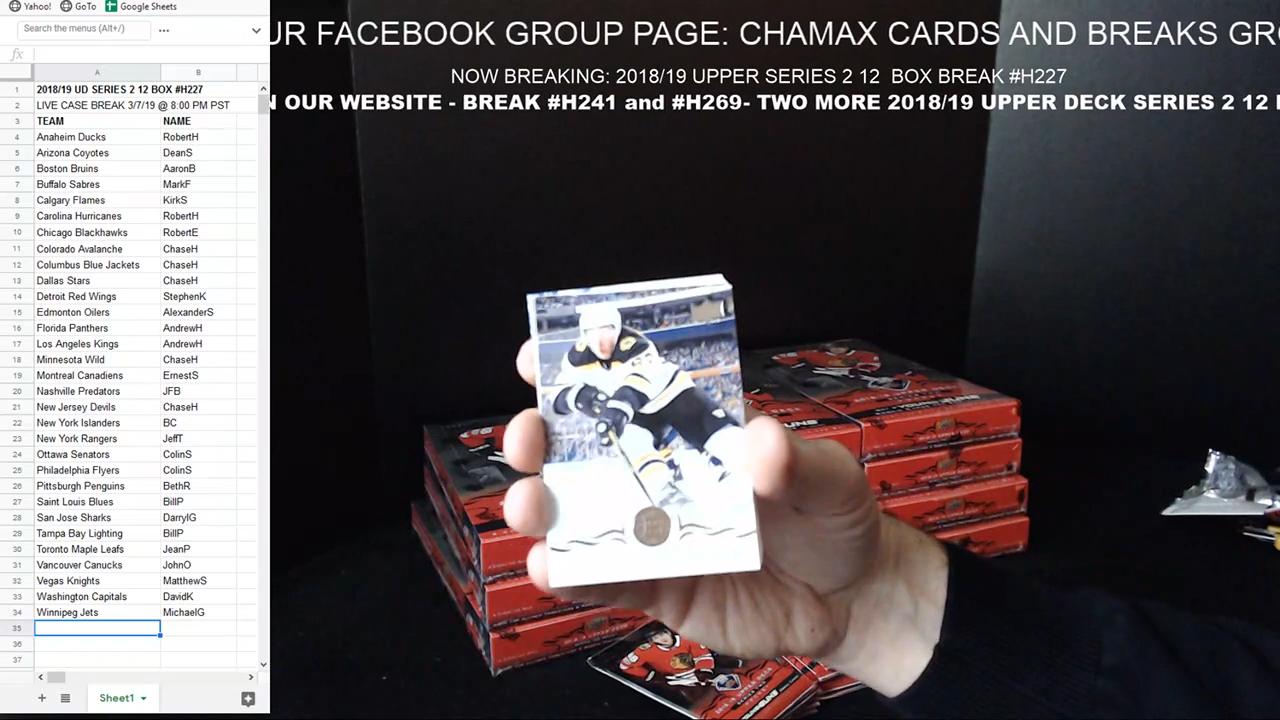 Yahoo! GoTo Google Sheets
Search the menus (Alt+/)
fx
A B
1 2018/19 UD SERIES 2 12 BOX #H227
2 LIVE CASE BREAK 3/7/19 @ 8:00 PM PST
3 TEAM NAME
4 Anaheim Ducks RobertH
5 Arizona Coyotes DeanS
6 Boston Bruins AaronB
7 Buffalo Sabres MarkF
8 Calgary Flames KirkS
9 Carolina Hurricanes RobertH
10 Chicago Blackhawks RobertE
11 Colorado Avalanche ChaseH
12 Columbus Blue Jackets ChaseH
13 Dallas Stars ChaseH
14 Detroit Red Wings StephenK
15 Edmonton Oilers AlexanderS
16 Florida Panthers AndrewH
17 Los Angeles Kings AndrewH
18 Minnesota Wild ChaseH
19 Montreal Canadiens ErnestS
20 Nashville Predators JFB
21 New Jersey Devils ChaseH
22 New York Islanders BC
23 New York Rangers JeffT
24 Ottawa Senators ColinS
25 Philadelphia Flyers ColinS
26 Pittsburgh Penguins BethR
27 Saint Louis Blues BillP
28 San Jose Sharks DarrylG
29 Tampa Bay Lighting BillP
30 Toronto Maple Leafs JeanP
31 Vancouver Canucks JohnO
32 Vegas Knights MatthewS
33 Washington Capitals DavidK
34 Winnipeg Jets MichaelG
35
36
37
Sheet1
UR FACEBOOK GROUP PAGE: CHAMAX CARDS AND BREAKS GR
NOW BREAKING: 2018/19 UPPER SERIES 2 12 BOX BREAK #H227
N OUR WEBSITE - BREAK #H241 and #H269- TWO MORE 2018/19 UPPER DECK SERIES 2 12